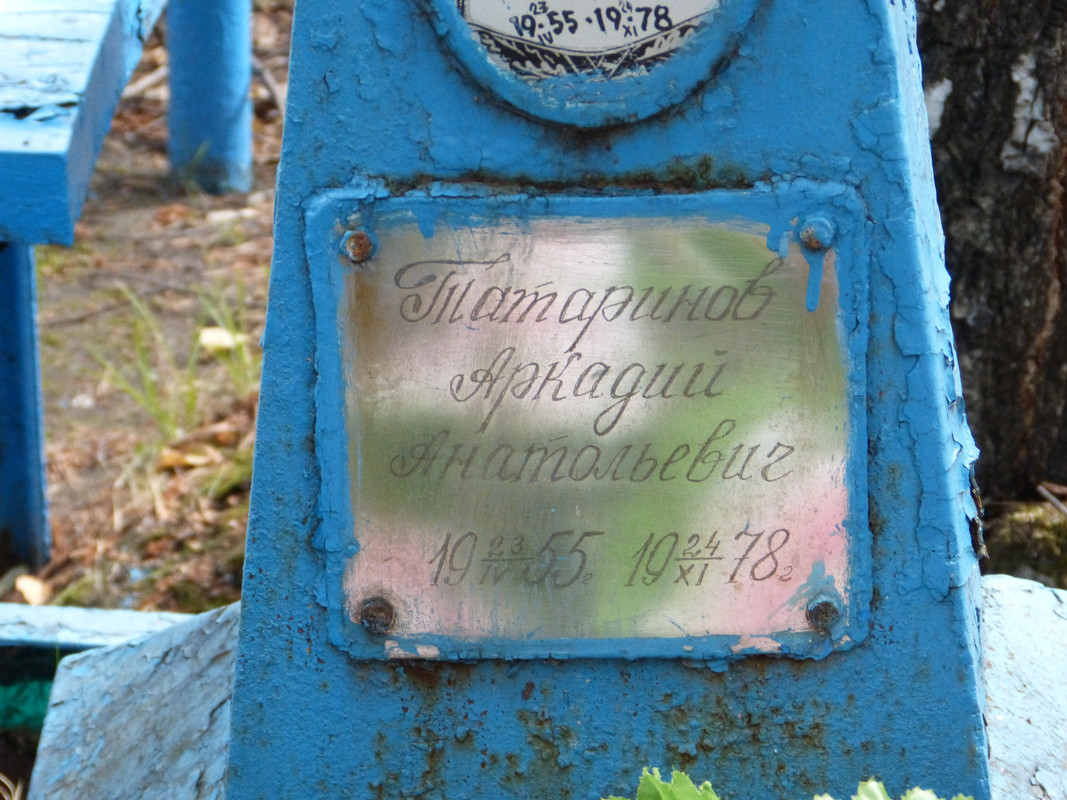 19 23/IV 55 · 19 24/XI 78
Татаринов
Аркадий
Анатольевич
19 23/IV 55г. 19 24/XI 78г